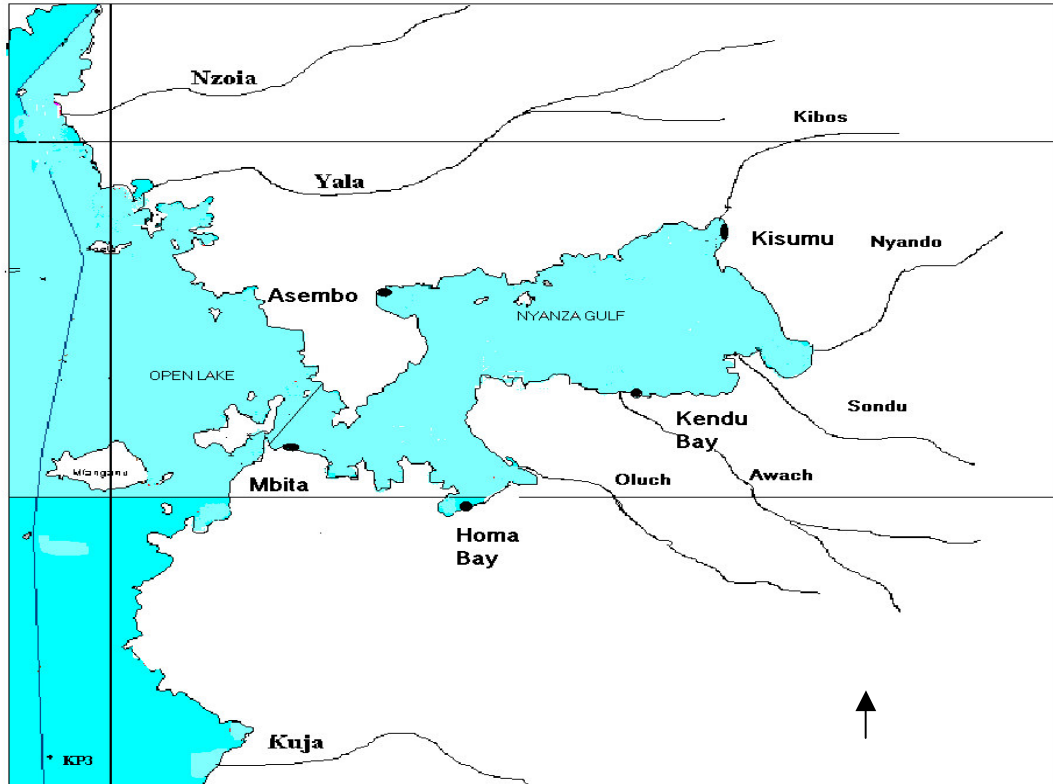 Nzoia
Kibos
Yala
Kisumu
Nyando
Asembo
NYANZA GULF
OPEN LAKE
Kendu
Bay
Sondu
Mfangano
Mbita
Oluch
Awach
Homa
Bay
Kuja
KP3